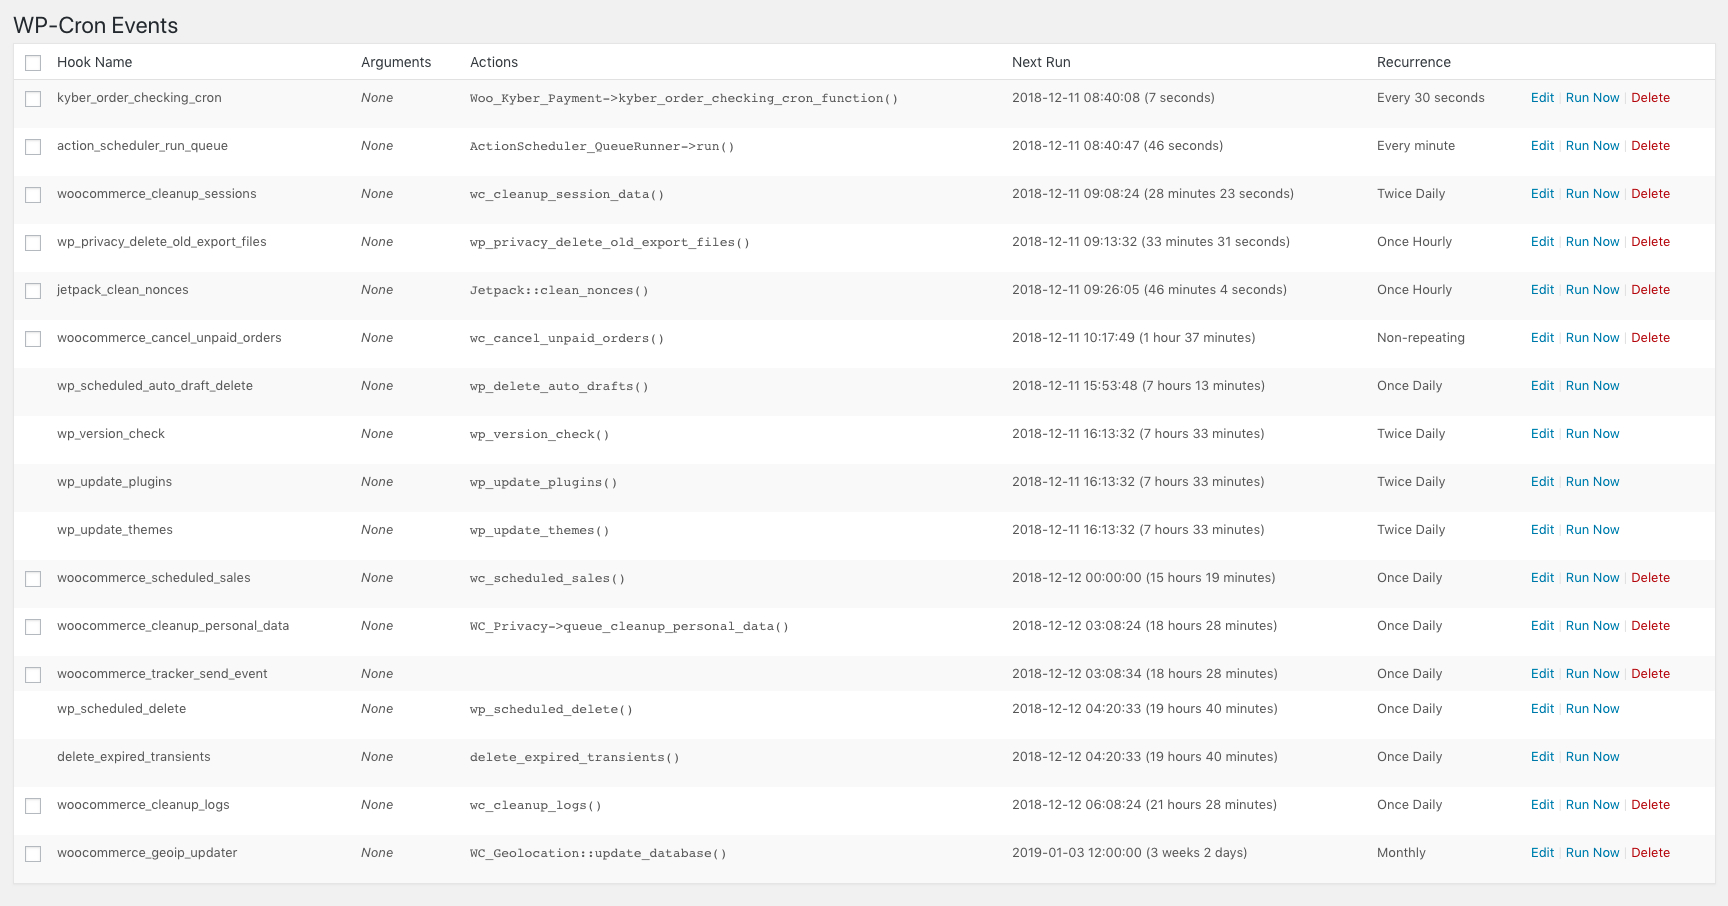 WP-Cron Events
Hook Name Arguments Actions Next Run Recurrence
kyber_order_checking_cron None Woo_Kyber_Payment->kyber_order_checking_cron_function() 2018-12-11 08:40:08 (7 seconds) Every 30 seconds Edit | Run Now | Delete
action_scheduler_run_queue None ActionScheduler_QueueRunner->run() 2018-12-11 08:40:47 (46 seconds) Every minute Edit | Run Now | Delete
woocommerce_cleanup_sessions None wc_cleanup_session_data() 2018-12-11 09:08:24 (28 minutes 23 seconds) Twice Daily Edit | Run Now | Delete
wp_privacy_delete_old_export_files None wp_privacy_delete_old_export_files() 2018-12-11 09:13:32 (33 minutes 31 seconds) Once Hourly Edit | Run Now | Delete
jetpack_clean_nonces None Jetpack::clean_nonces() 2018-12-11 09:26:05 (46 minutes 4 seconds) Once Hourly Edit | Run Now | Delete
woocommerce_cancel_unpaid_orders None wc_cancel_unpaid_orders() 2018-12-11 10:17:49 (1 hour 37 minutes) Non-repeating Edit | Run Now | Delete
wp_scheduled_auto_draft_delete None wp_delete_auto_drafts() 2018-12-11 15:53:48 (7 hours 13 minutes) Once Daily Edit | Run Now
wp_version_check None wp_version_check() 2018-12-11 16:13:32 (7 hours 33 minutes) Twice Daily Edit | Run Now
wp_update_plugins None wp_update_plugins() 2018-12-11 16:13:32 (7 hours 33 minutes) Twice Daily Edit | Run Now
wp_update_themes None wp_update_themes() 2018-12-11 16:13:32 (7 hours 33 minutes) Twice Daily Edit | Run Now
woocommerce_scheduled_sales None wc_scheduled_sales() 2018-12-12 00:00:00 (15 hours 19 minutes) Once Daily Edit | Run Now | Delete
woocommerce_cleanup_personal_data None WC_Privacy->queue_cleanup_personal_data() 2018-12-12 03:08:24 (18 hours 28 minutes) Once Daily Edit | Run Now | Delete
woocommerce_tracker_send_event None 2018-12-12 03:08:34 (18 hours 28 minutes) Once Daily Edit | Run Now | Delete
wp_scheduled_delete None wp_scheduled_delete() 2018-12-12 04:20:33 (19 hours 40 minutes) Once Daily Edit | Run Now
delete_expired_transients None delete_expired_transients() 2018-12-12 04:20:33 (19 hours 40 minutes) Once Daily Edit | Run Now
woocommerce_cleanup_logs None wc_cleanup_logs() 2018-12-12 06:08:24 (21 hours 28 minutes) Once Daily Edit | Run Now | Delete
woocommerce_geoip_updater None WC_Geolocation::update_database() 2019-01-03 12:00:00 (3 weeks 2 days) Monthly Edit | Run Now | Delete